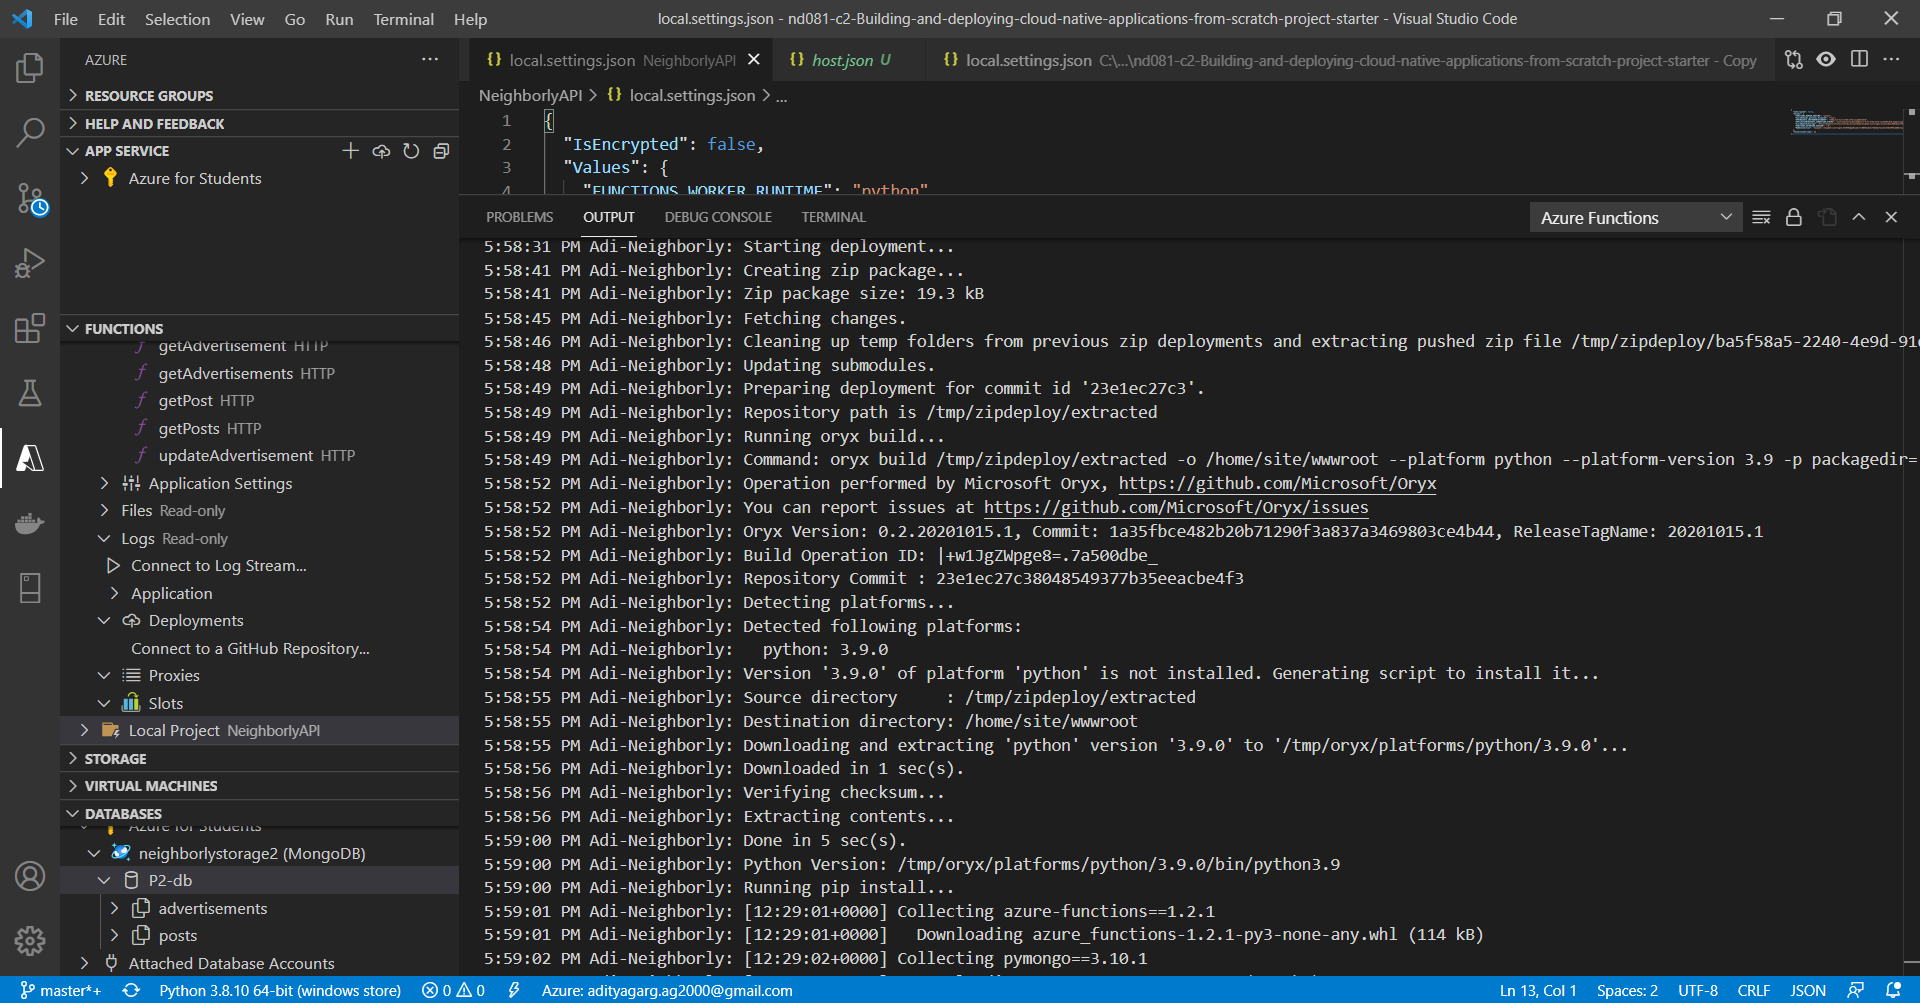 File Edit Selection View Go Run Terminal Help
local.settings.json - nd081-c2-Building-and-deploying-cloud-native-applications-from-scratch-project-starter - Visual Studio Code
AZURE
RESOURCE GROUPS
HELP AND FEEDBACK
APP SERVICE
Azure for Students
FUNCTIONS
getAdvertisement HTTP
getAdvertisements HTTP
getPost HTTP
getPosts HTTP
updateAdvertisement HTTP
Application Settings
Files Read-only
Logs Read-only
Connect to Log Stream...
Application
Deployments
Connect to a GitHub Repository...
Proxies
Slots
Local Project NeighborlyAPI
STORAGE
VIRTUAL MACHINES
DATABASES
Azure for Students
neighborlystorage2 (MongoDB)
P2-db
advertisements
posts
Attached Database Accounts
{} local.settings.json NeighborlyAPI
{} host.json U
{} local.settings.json C:\...\nd081-c2-Building-and-deploying-cloud-native-applications-from-scratch-project-starter - Copy
NeighborlyAPI > {} local.settings.json > ...
1 {
2 "IsEncrypted": false,
3 "Values": {
4 "FUNCTIONS_WORKER_RUNTIME": "python"
PROBLEMS OUTPUT DEBUG CONSOLE TERMINAL
Azure Functions
5:58:31 PM Adi-Neighborly: Starting deployment...
5:58:41 PM Adi-Neighborly: Creating zip package...
5:58:41 PM Adi-Neighborly: Zip package size: 19.3 kB
5:58:45 PM Adi-Neighborly: Fetching changes.
5:58:46 PM Adi-Neighborly: Cleaning up temp folders from previous zip deployments and extracting pushed zip file /tmp/zipdeploy/ba5f58a5-2240-4e9d-91
5:58:48 PM Adi-Neighborly: Updating submodules.
5:58:49 PM Adi-Neighborly: Preparing deployment for commit id '23e1ec27c3'.
5:58:49 PM Adi-Neighborly: Repository path is /tmp/zipdeploy/extracted
5:58:49 PM Adi-Neighborly: Running oryx build...
5:58:49 PM Adi-Neighborly: Command: oryx build /tmp/zipdeploy/extracted -o /home/site/wwwroot --platform python --platform-version 3.9 -p packagedir=
5:58:52 PM Adi-Neighborly: Operation performed by Microsoft Oryx, https://github.com/Microsoft/Oryx
5:58:52 PM Adi-Neighborly: You can report issues at https://github.com/Microsoft/Oryx/issues
5:58:52 PM Adi-Neighborly: Oryx Version: 0.2.20201015.1, Commit: 1a35fbce482b20b71290f3a837a3469803ce4b44, ReleaseTagName: 20201015.1
5:58:52 PM Adi-Neighborly: Build Operation ID: |+w1JgZWpge8=.7a500dbe_
5:58:52 PM Adi-Neighborly: Repository Commit : 23e1ec27c38048549377b35eeacbe4f3
5:58:52 PM Adi-Neighborly: Detecting platforms...
5:58:54 PM Adi-Neighborly: Detected following platforms:
5:58:54 PM Adi-Neighborly: python: 3.9.0
5:58:54 PM Adi-Neighborly: Version '3.9.0' of platform 'python' is not installed. Generating script to install it...
5:58:55 PM Adi-Neighborly: Source directory : /tmp/zipdeploy/extracted
5:58:55 PM Adi-Neighborly: Destination directory: /home/site/wwwroot
5:58:55 PM Adi-Neighborly: Downloading and extracting 'python' version '3.9.0' to '/tmp/oryx/platforms/python/3.9.0'...
5:58:56 PM Adi-Neighborly: Downloaded in 1 sec(s).
5:58:56 PM Adi-Neighborly: Verifying checksum...
5:58:56 PM Adi-Neighborly: Extracting contents...
5:59:00 PM Adi-Neighborly: Done in 5 sec(s).
5:59:00 PM Adi-Neighborly: Python Version: /tmp/oryx/platforms/python/3.9.0/bin/python3.9
5:59:00 PM Adi-Neighborly: Running pip install...
5:59:01 PM Adi-Neighborly: [12:29:01+0000] Collecting azure-functions==1.2.1
5:59:01 PM Adi-Neighborly: [12:29:01+0000] Downloading azure_functions-1.2.1-py3-none-any.whl (114 kB)
5:59:02 PM Adi-Neighborly: [12:29:02+0000] Collecting pymongo==3.10.1
master*+ Python 3.8.10 64-bit (windows store) 0 0 Azure: adityagarg.ag2000@gmail.com Ln 13, Col 1 Spaces: 2 UTF-8 CRLF JSON